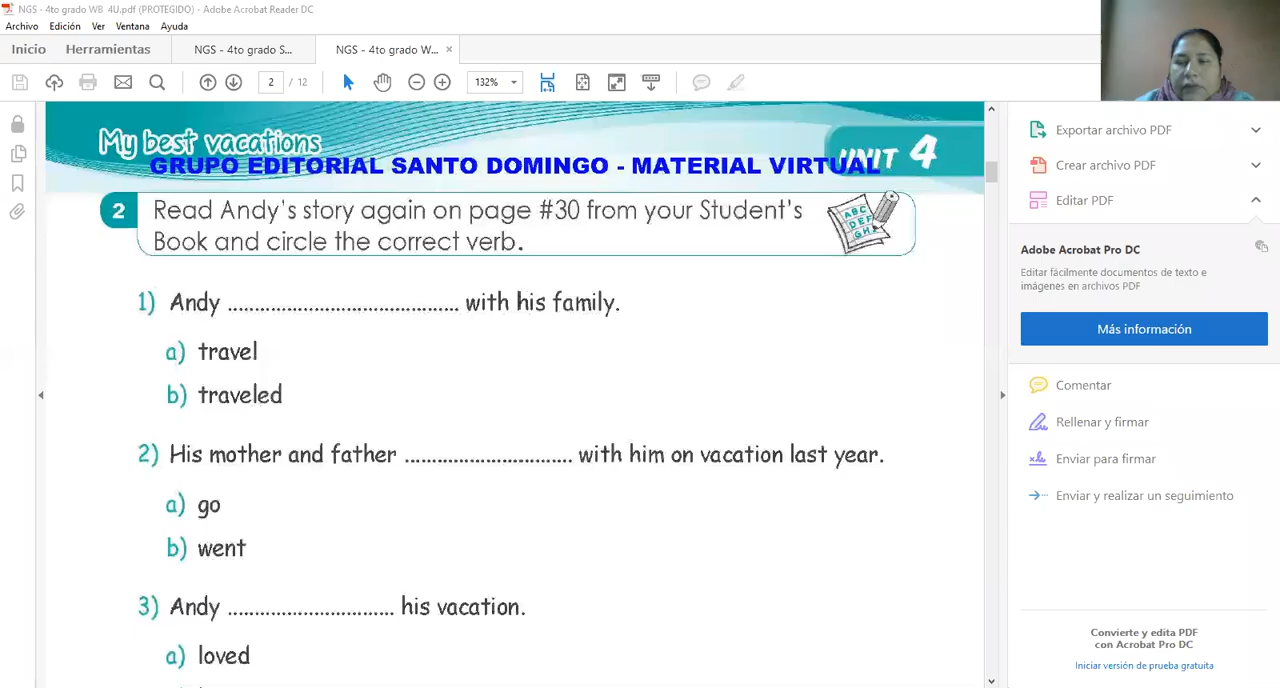 NGS - 4to grado WB 4U.pdf (PROTEGIDO) - Adobe Acrobat Reader DC
Archivo Edición Ver Ventana Ayuda
Inicio Herramientas NGS - 4to grado S... NGS - 4to grado W... ×
2 / 12 132%
My best vacations
GRUPO EDITORIAL SANTO DOMINGO - MATERIAL VIRTUAL
UNIT 4
2 Read Andy's story again on page #30 from your Student's
Book and circle the correct verb.
ABC
DEF
GH
1) Andy ........................................... with his family.
a) travel
b) traveled
2) His mother and father ............................... with him on vacation last year.
a) go
b) went
3) Andy ............................... his vacation.
a) loved
Exportar archivo PDF
Crear archivo PDF
Editar PDF
Adobe Acrobat Pro DC
Editar fácilmente documentos de texto e
imágenes en archivos PDF
Más información
Comentar
Rellenar y firmar
Enviar para firmar
Enviar y realizar un seguimiento
Convierte y edita PDF
con Acrobat Pro DC
Iniciar versión de prueba gratuita